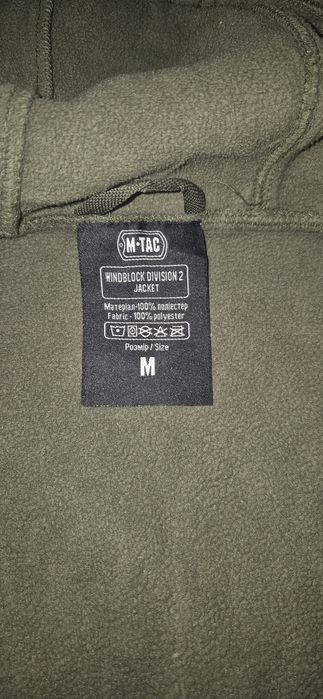 M·TAC
WINDBLOCK DIVISION 2
JACKET
Матеріал-100% поліестер
Fabric - 100% polyester
Розмір / Size
M